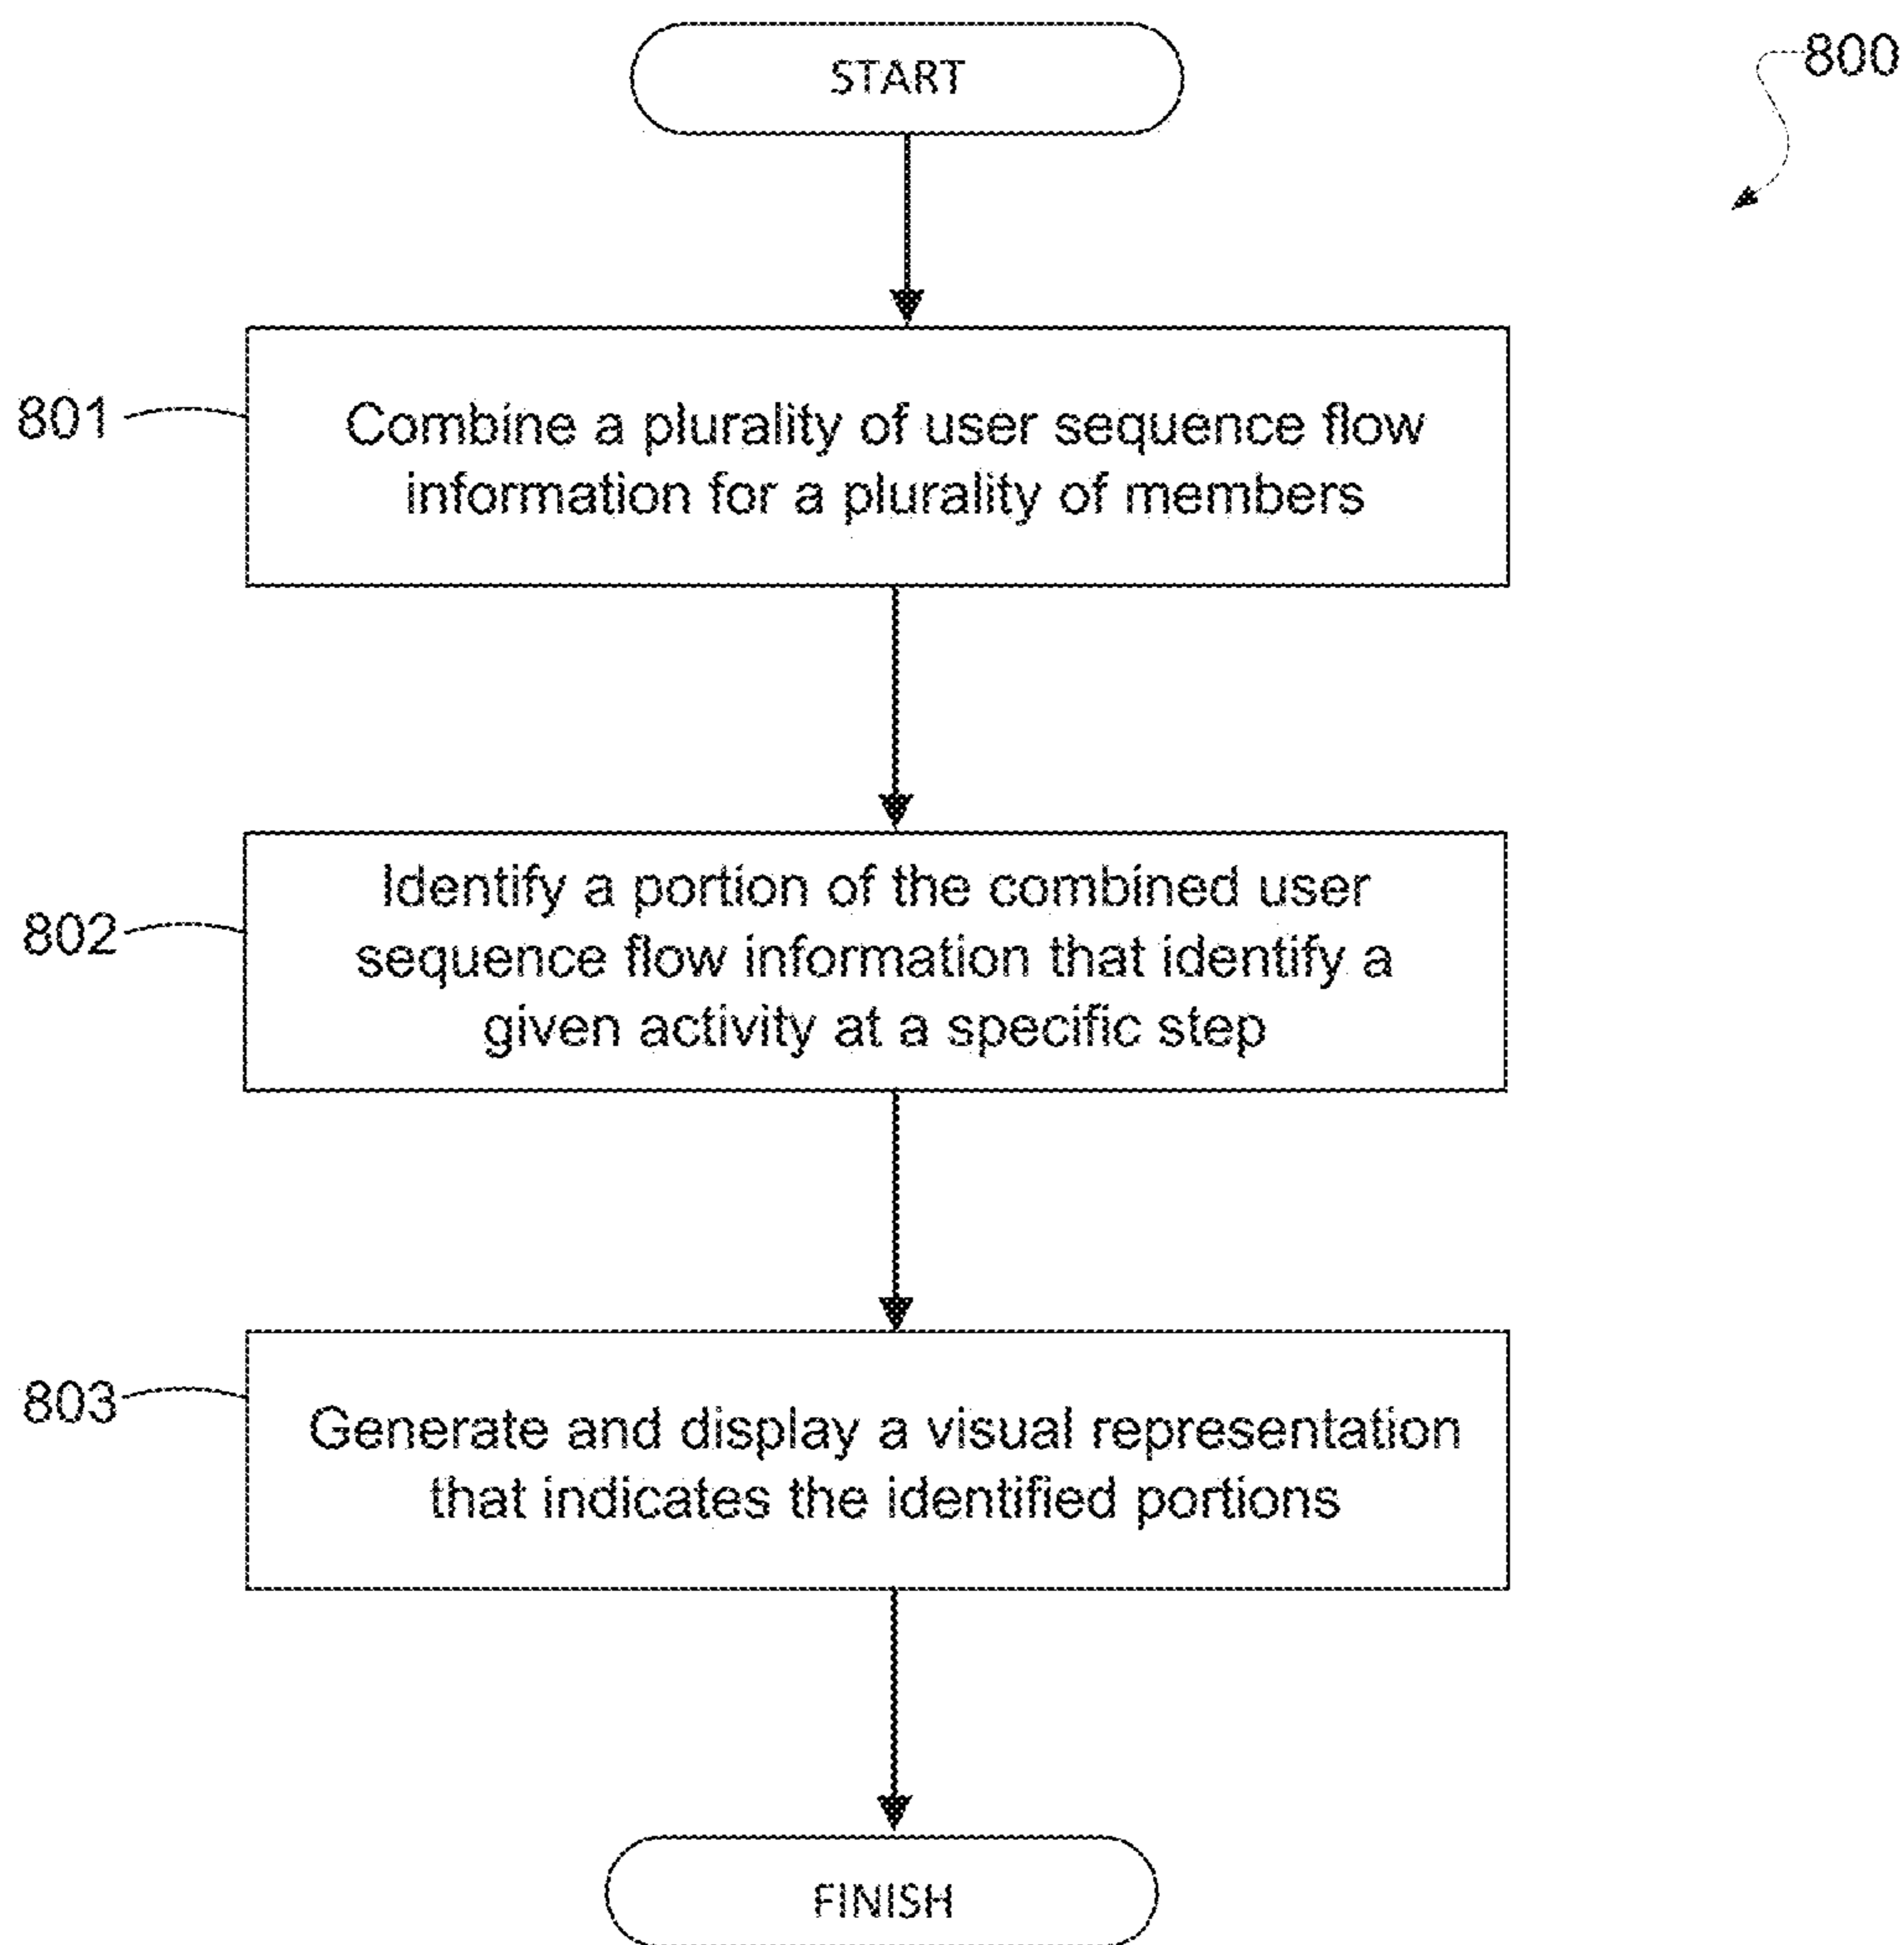 START
800
801
Combine a plurality of user sequence flow
information for a plurality of members
802
Identify a portion of the combined user
sequence flow information that identify a
given activity at a specific step
803
Generate and display a visual representation
that indicates the identified portions
FINISH